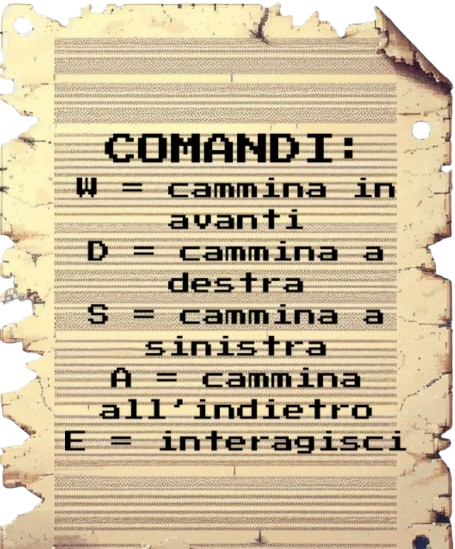 COMANDI:
W = cammina in
avanti
D = cammina a
destra
S = cammina a
sinistra
A = cammina
all'indietro
E = interagisci